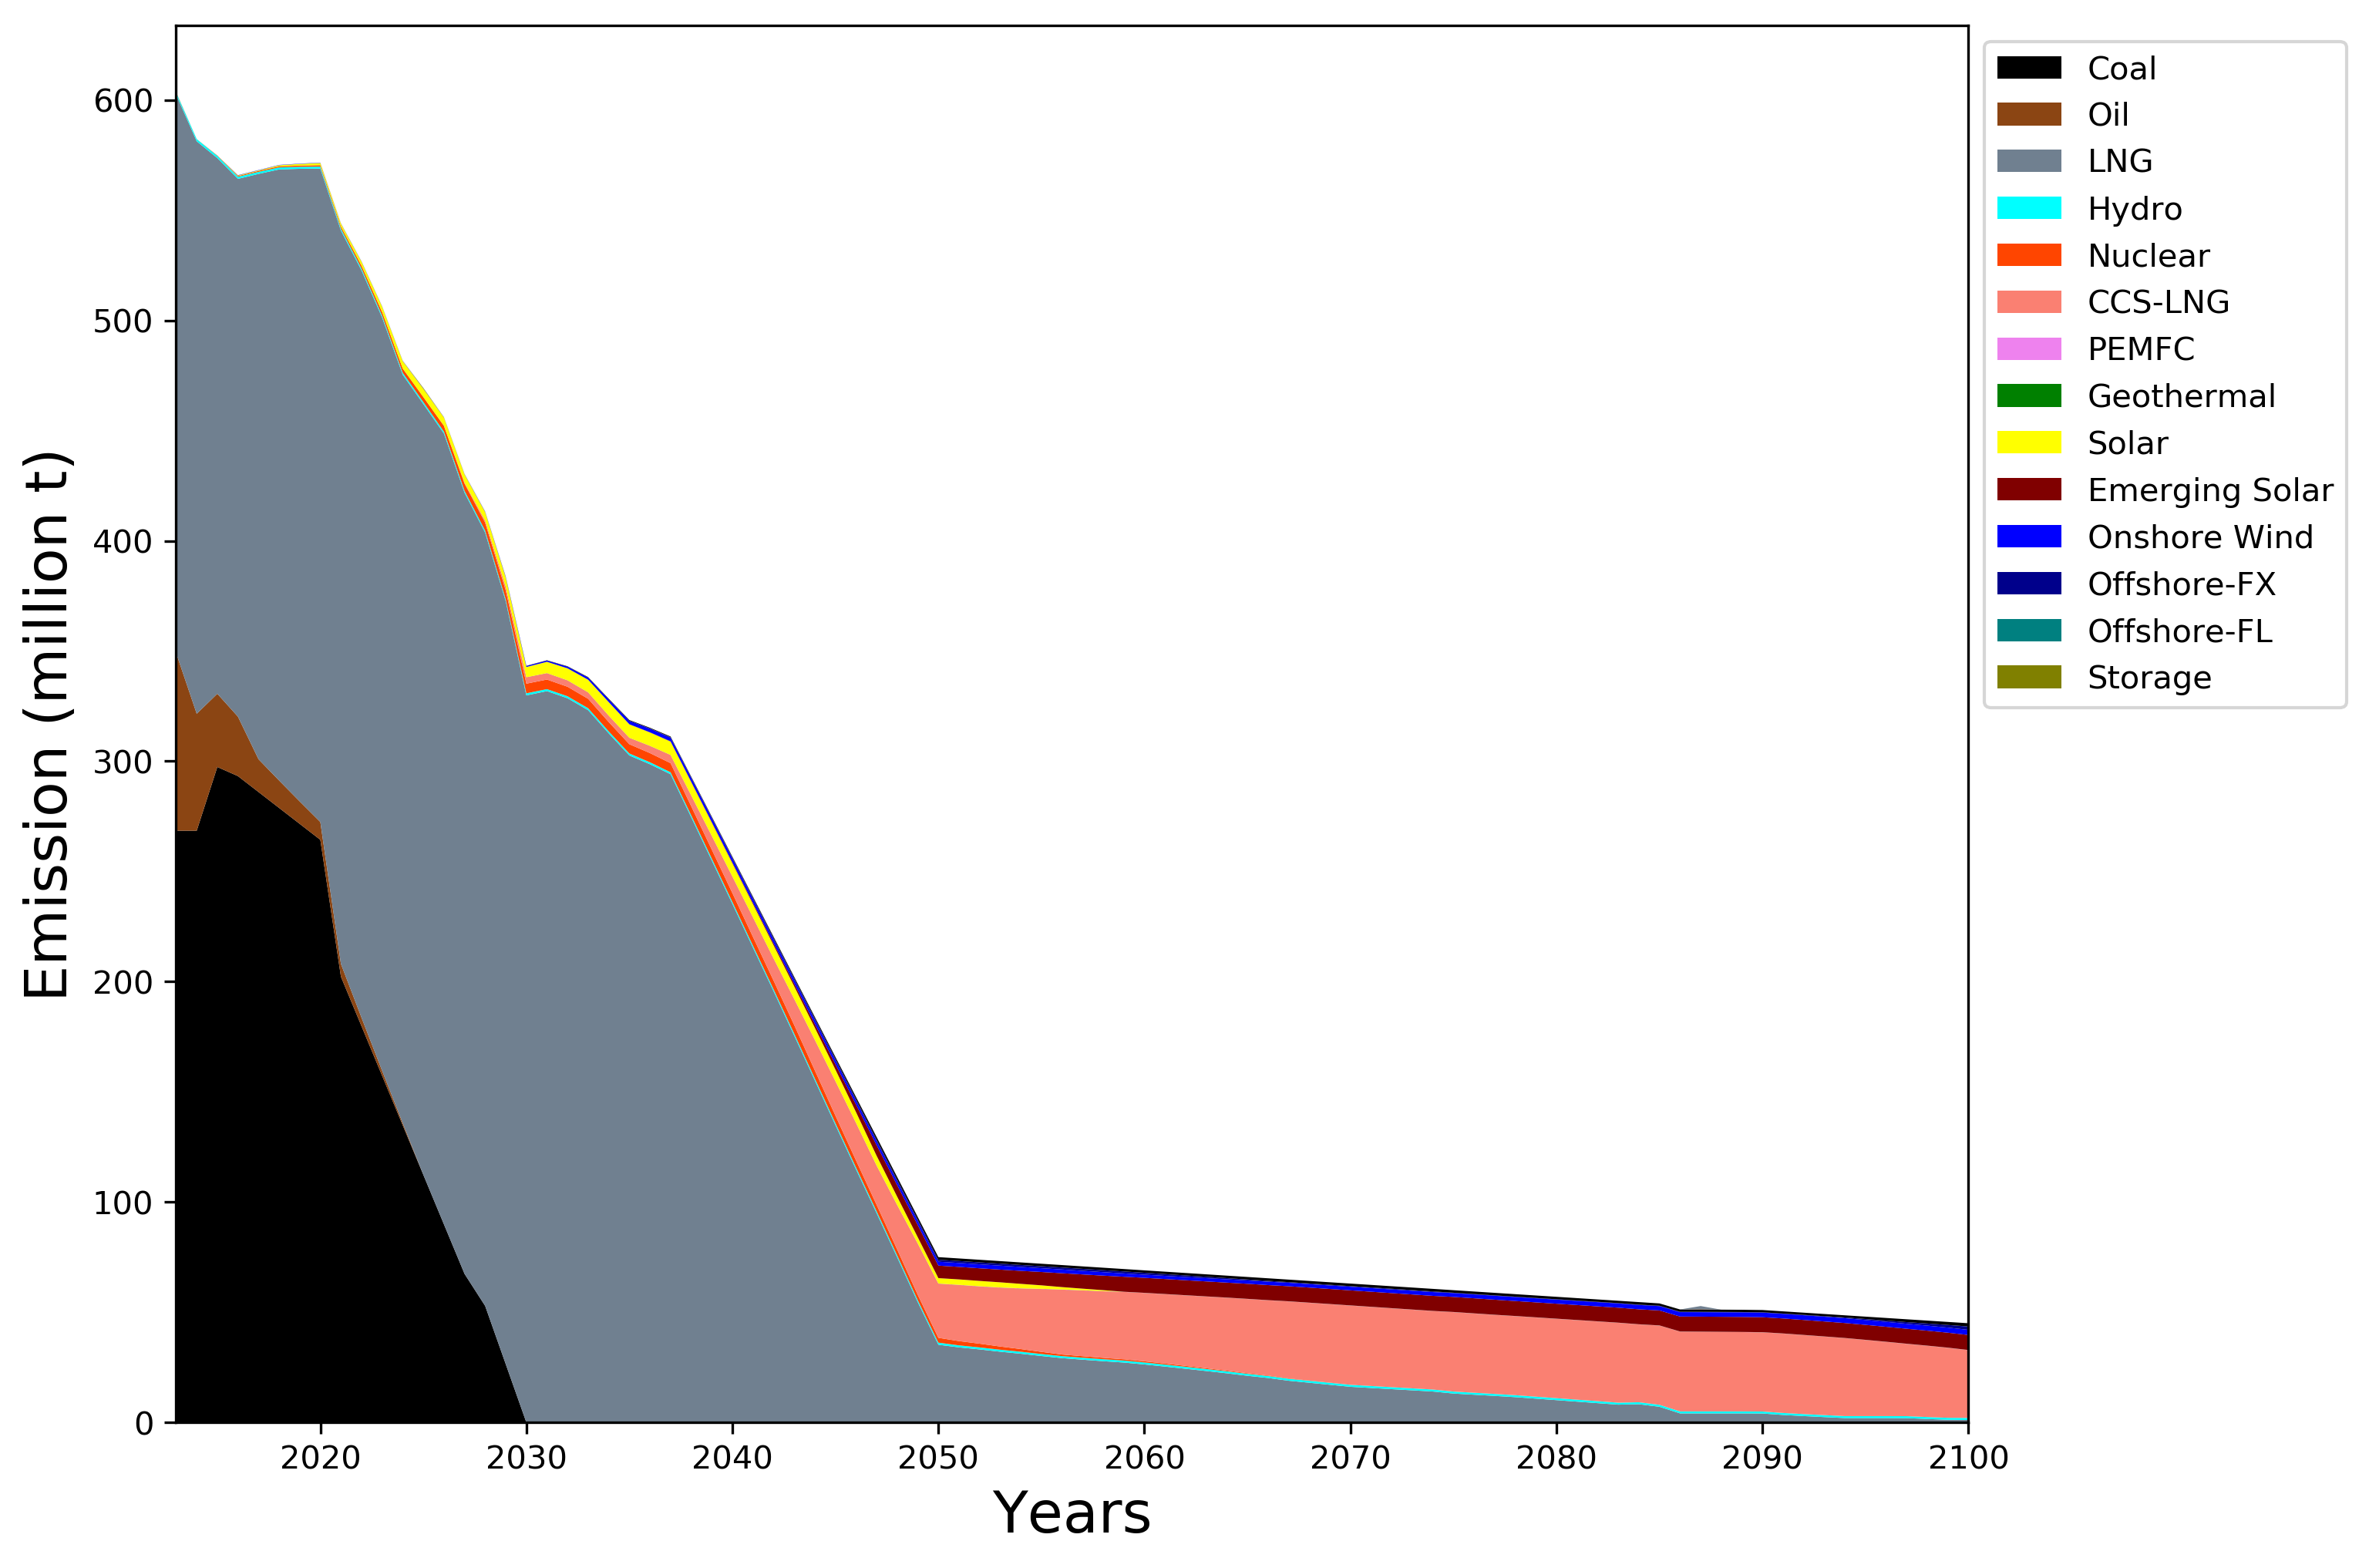 600
500
400
300
200
100
0
Emission (million t)
2020 2030 2040 2050 2060 2070 2080 2090 2100
Years
Coal
Oil
LNG
Hydro
Nuclear
CCS-LNG
PEMFC
Geothermal
Solar
Emerging Solar
Onshore Wind
Offshore-FX
Offshore-FL
Storage